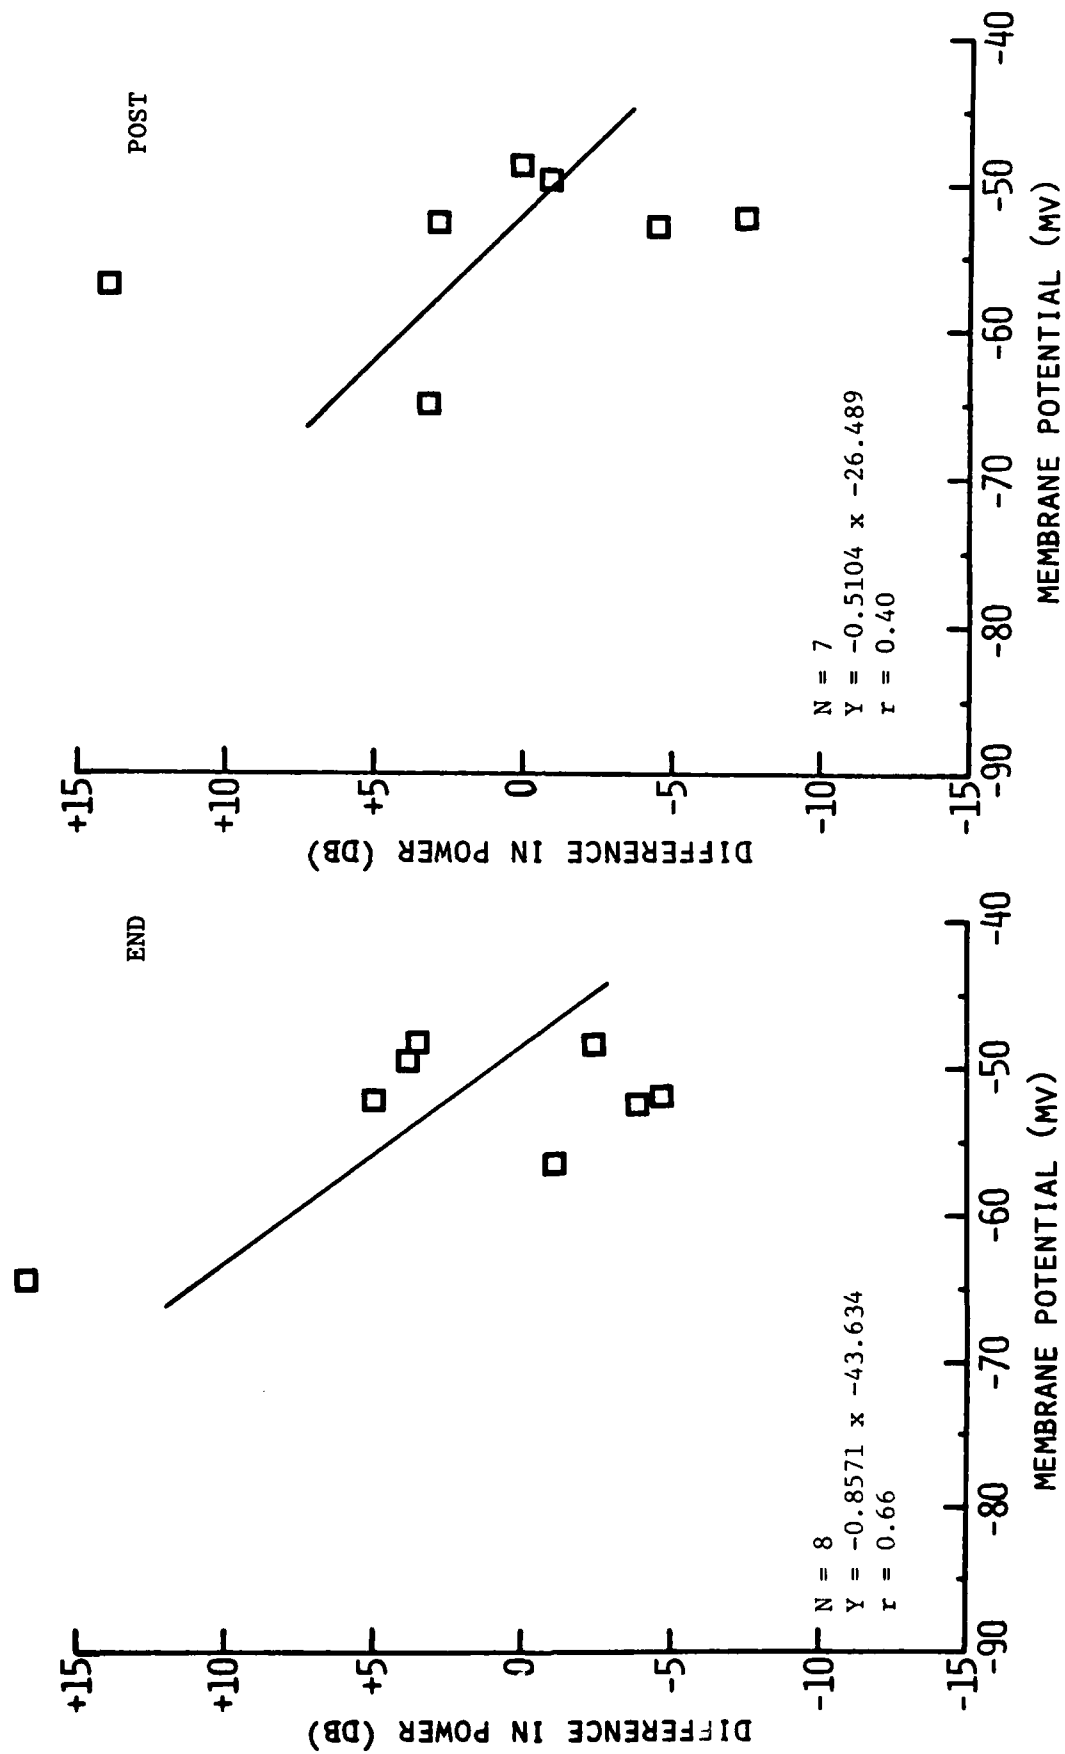 END
DIFFERENCE IN POWER (DB)
+15
+10
+5
0
-5
-10
-15
N = 8
Y = -0.8571 x -43.634
r = 0.66
-90
-80
-70
-60
-50
-40
MEMBRANE POTENTIAL (MV)
POST
DIFFERENCE IN POWER (DB)
+15
+10
+5
0
-5
-10
-15
N = 7
Y = -0.5104 x -26.489
r = 0.40
-90
-80
-70
-60
-50
-40
MEMBRANE POTENTIAL (MV)